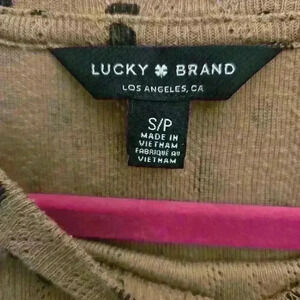 LUCKY BRAND
LOS ANGELES, CA
S/P
MADE IN
VIETNAM
FABRIQUÉ AU
VIETNAM